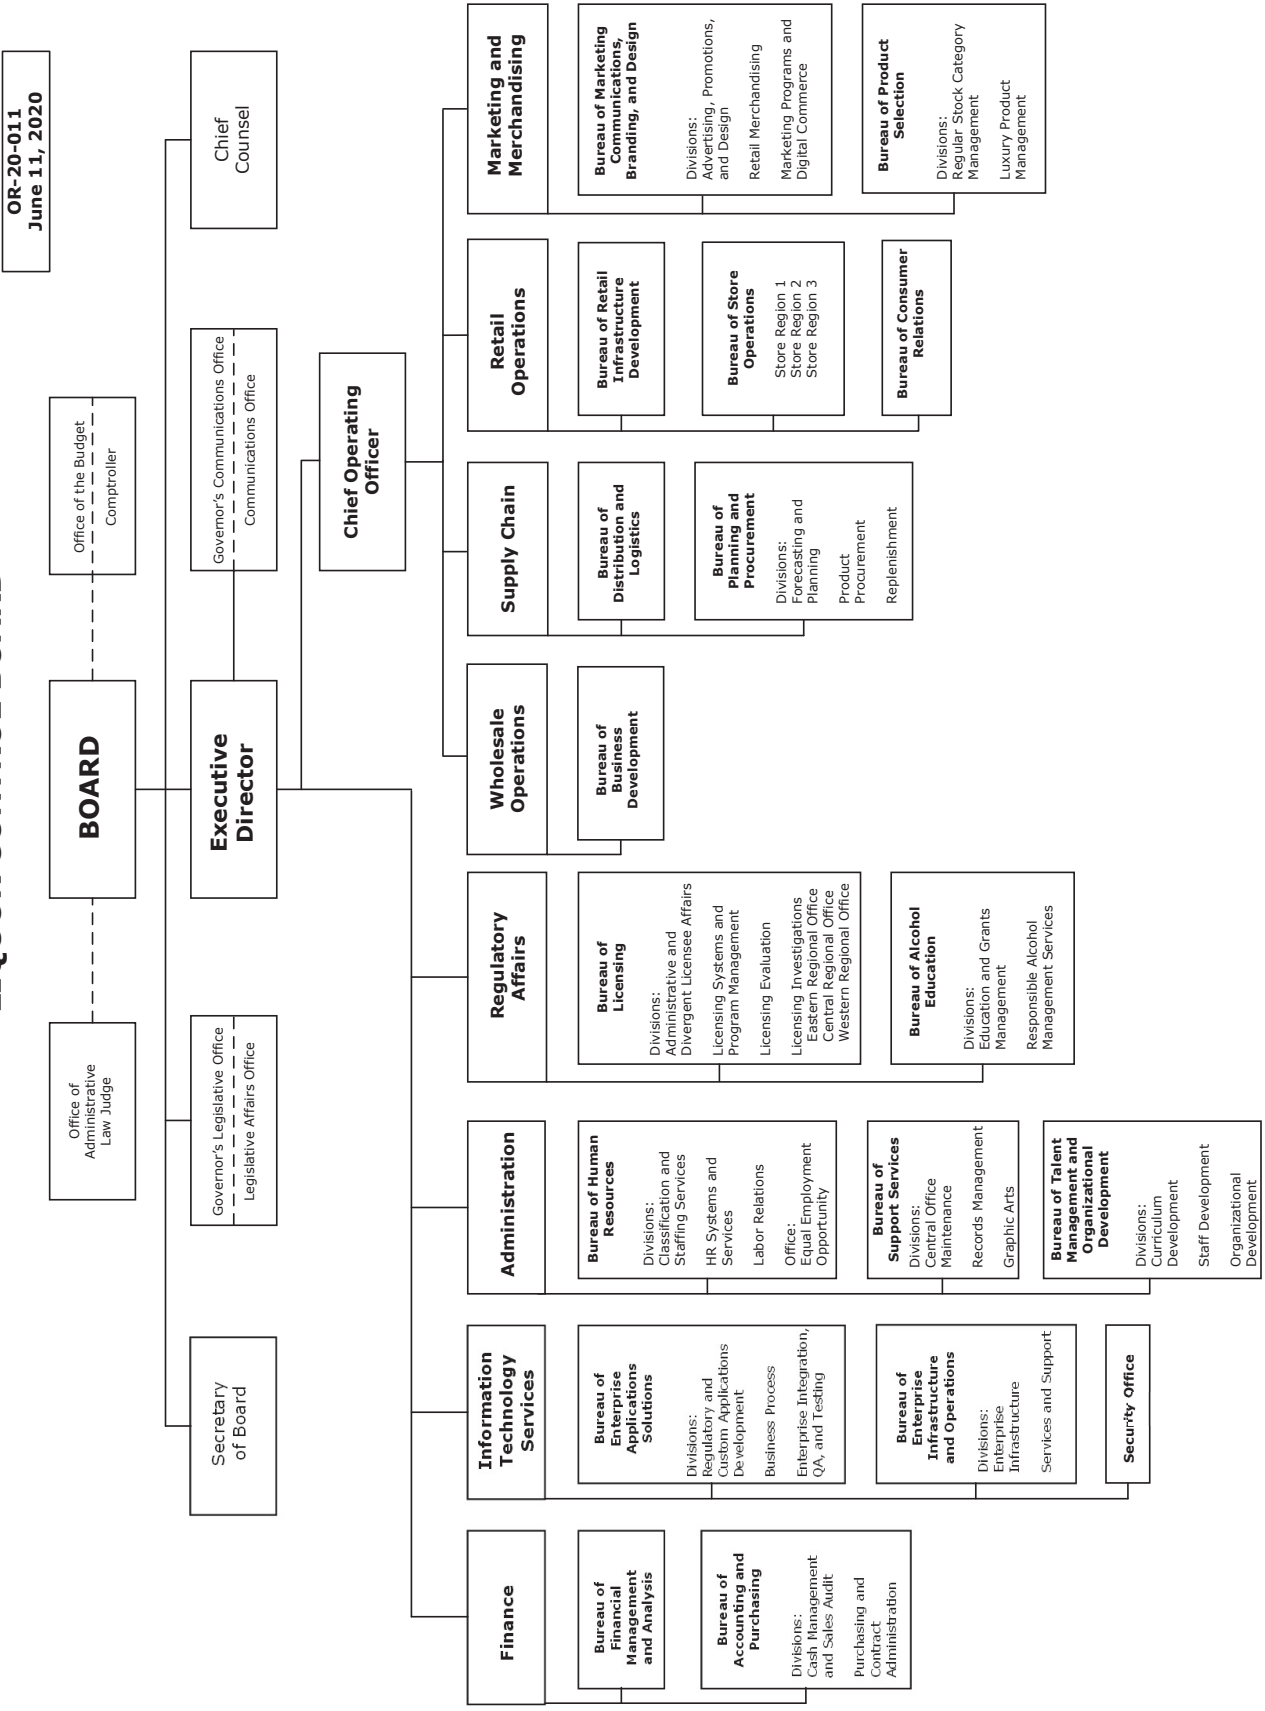 OR-20-011
June 11, 2020
Office of
Administrative
Law Judge
BOARD
Office of the Budget
Comptroller
Secretary
of Board
Governor's Legislative Office
Legislative Affairs Office
Executive
Director
Governor's Communications Office
Communications Office
Chief
Counsel
Chief Operating
Officer
Finance
Bureau of
Financial
Management
and Analysis
Bureau of
Accounting and
Purchasing
Divisions:
Cash Management
and Sales Audit
Purchasing and
Contract
Administration
Information
Technology
Services
Bureau of
Enterprise
Applications
Solutions
Divisions:
Regulatory and
Custom Applications
Development
Business Process
Enterprise Integration,
QA, and Testing
Bureau of
Enterprise
Infrastructure
and Operations
Divisions:
Enterprise
Infrastructure
Services and Support
Security Office
Administration
Bureau of Human
Resources
Divisions:
Classification and
Staffing Services
HR Systems and
Services
Labor Relations
Office:
Equal Employment
Opportunity
Bureau of
Support Services
Divisions:
Central Office
Maintenance
Records Management
Graphic Arts
Bureau of Talent
Management and
Organizational
Development
Divisions:
Curriculum
Development
Staff Development
Organizational
Development
Regulatory
Affairs
Bureau of
Licensing
Divisions:
Administrative and
Divergent Licensee Affairs
Licensing Systems and
Program Management
Licensing Evaluation
Licensing Investigations
Eastern Regional Office
Central Regional Office
Western Regional Office
Bureau of Alcohol
Education
Divisions:
Education and Grants
Management
Responsible Alcohol
Management Services
Wholesale
Operations
Bureau of
Business
Development
Supply Chain
Bureau of
Distribution and
Logistics
Bureau of
Planning and
Procurement
Divisions:
Forecasting and
Planning
Product
Procurement
Replenishment
Retail
Operations
Bureau of Retail
Infrastructure
Development
Bureau of Store
Operations
Store Region 1
Store Region 2
Store Region 3
Bureau of Consumer
Relations
Marketing and
Merchandising
Bureau of Marketing
Communications,
Branding, and Design
Divisions:
Advertising, Promotions,
and Design
Retail Merchandising
Marketing Programs and
Digital Commerce
Bureau of Product
Selection
Divisions:
Regular Stock Category
Management
Luxury Product
Management